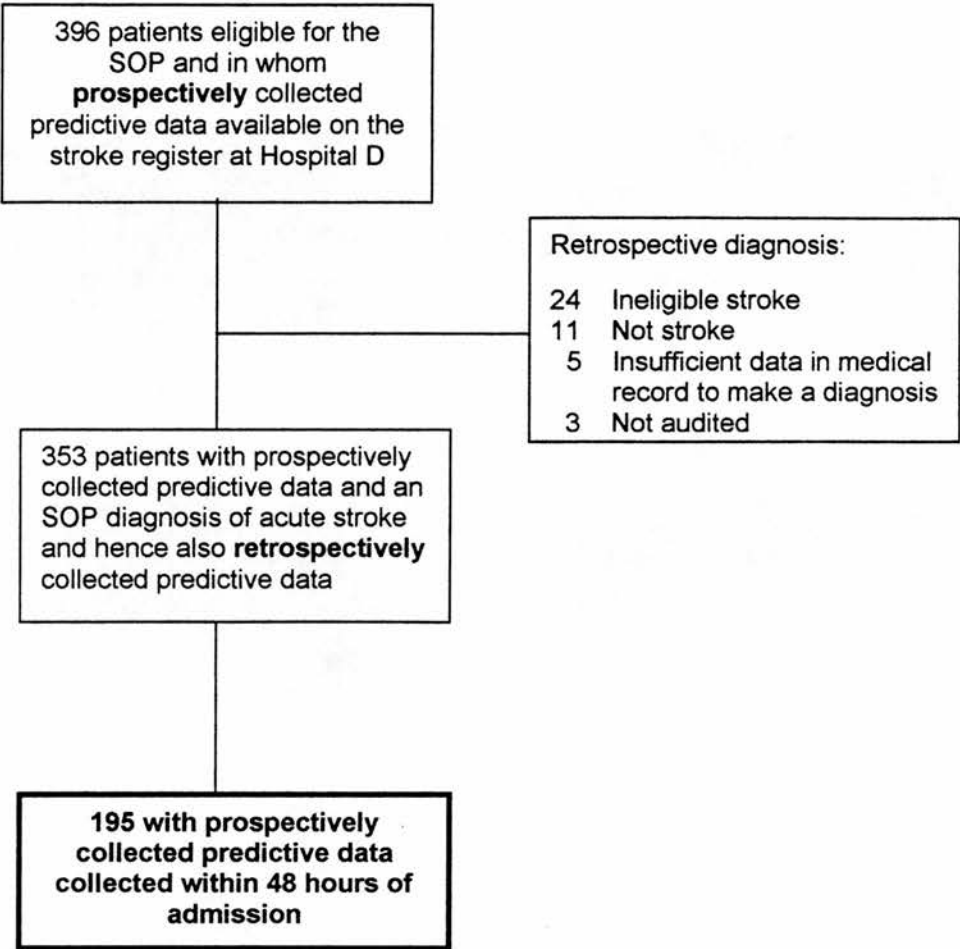 396 patients eligible for the
SOP and in whom
prospectively collected
predictive data available on the
stroke register at Hospital D
Retrospective diagnosis:
24 Ineligible stroke
11 Not stroke
5 Insufficient data in medical
record to make a diagnosis
3 Not audited
353 patients with prospectively
collected predictive data and an
SOP diagnosis of acute stroke
and hence also retrospectively
collected predictive data
195 with prospectively
collected predictive data
collected within 48 hours of
admission